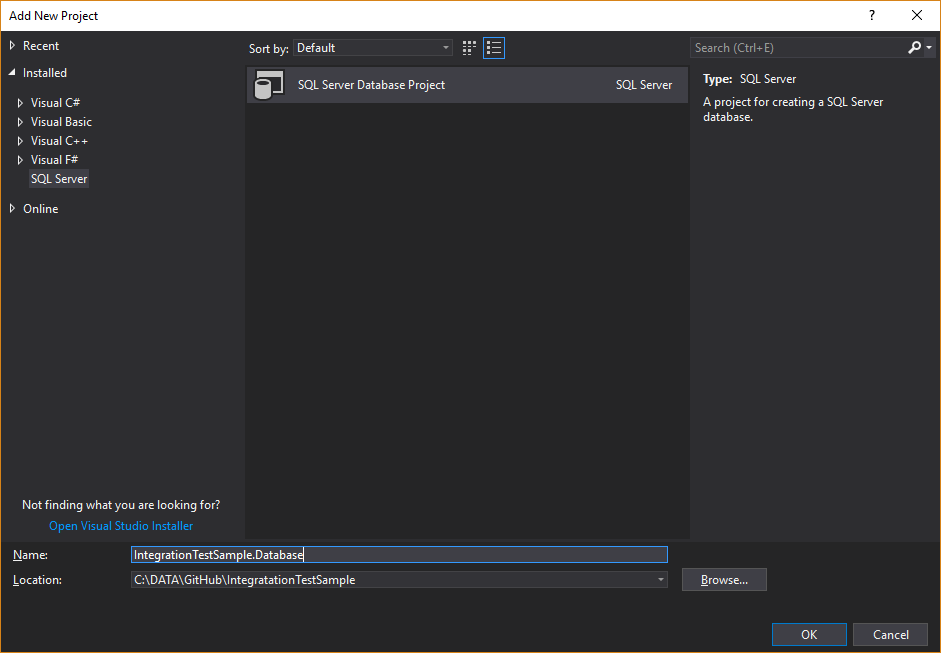 Add New Project
?
Recent
Installed
Visual C#
Visual Basic
Visual C++
Visual F#
SQL Server
Online
Not finding what you are looking for?
Open Visual Studio Installer
Sort by: Default
SQL Server Database Project SQL Server
Search (Ctrl+E)
Type: SQL Server
A project for creating a SQL Server
database.
Name: IntegrationTestSample.Database
Location: C:\DATA\GitHub\IntegratationTestSample
Browse...
OK Cancel